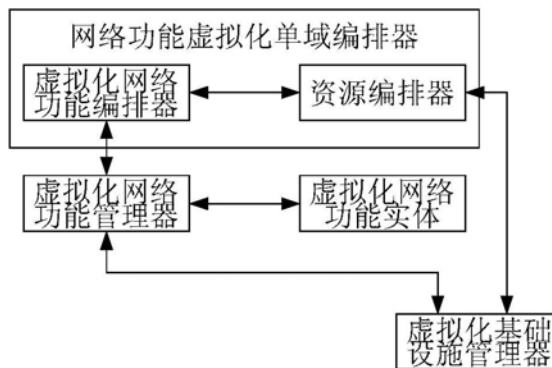 网络功能虚拟化单域编排器
虚拟化网络
功能编排器
资源编排器
虚拟化网络
功能管理器
虚拟化网络
功能实体
虚拟化基础
设施管理器